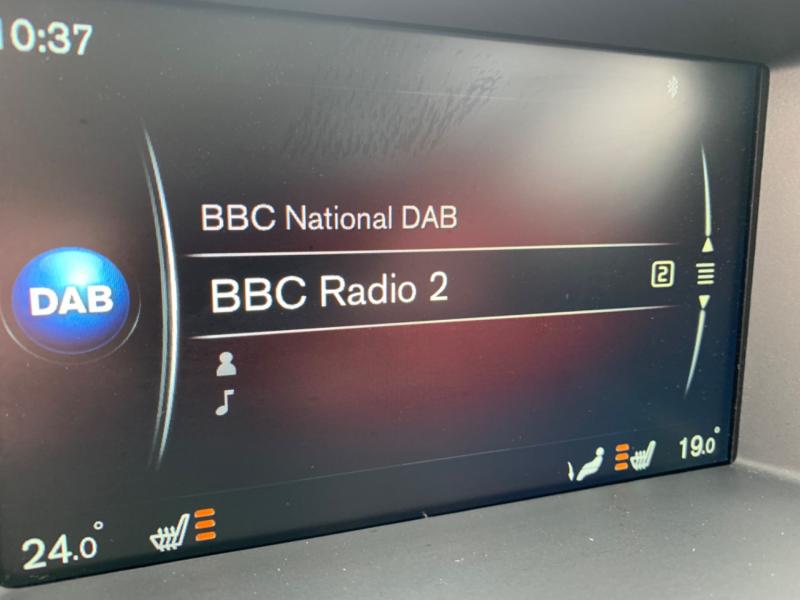 10:37
BBC National DAB
DAB
BBC Radio 2
2
19.0°
24.0°